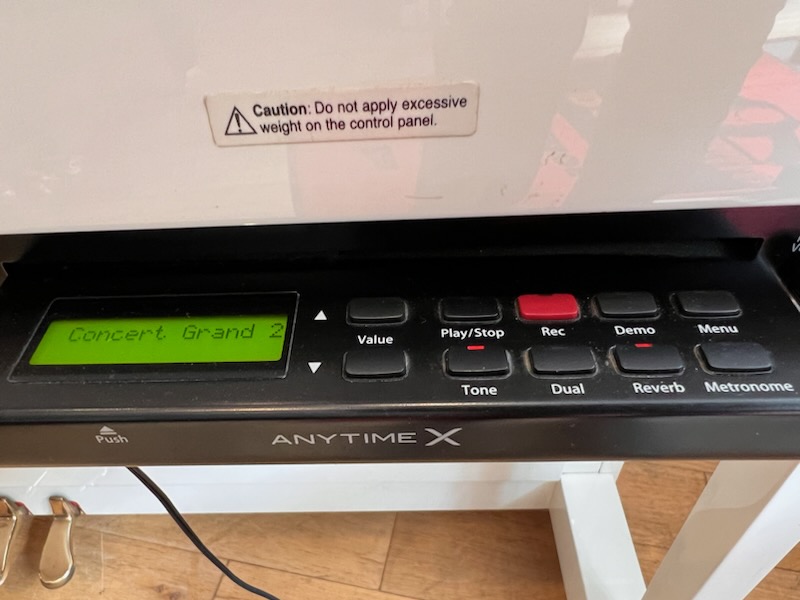 Caution: Do not apply excessive
weight on the control panel.
Concert Grand 2
Value
Play/Stop
Rec
Demo
Menu
Tone
Dual
Reverb
Metronome
Push
ANYTIME X